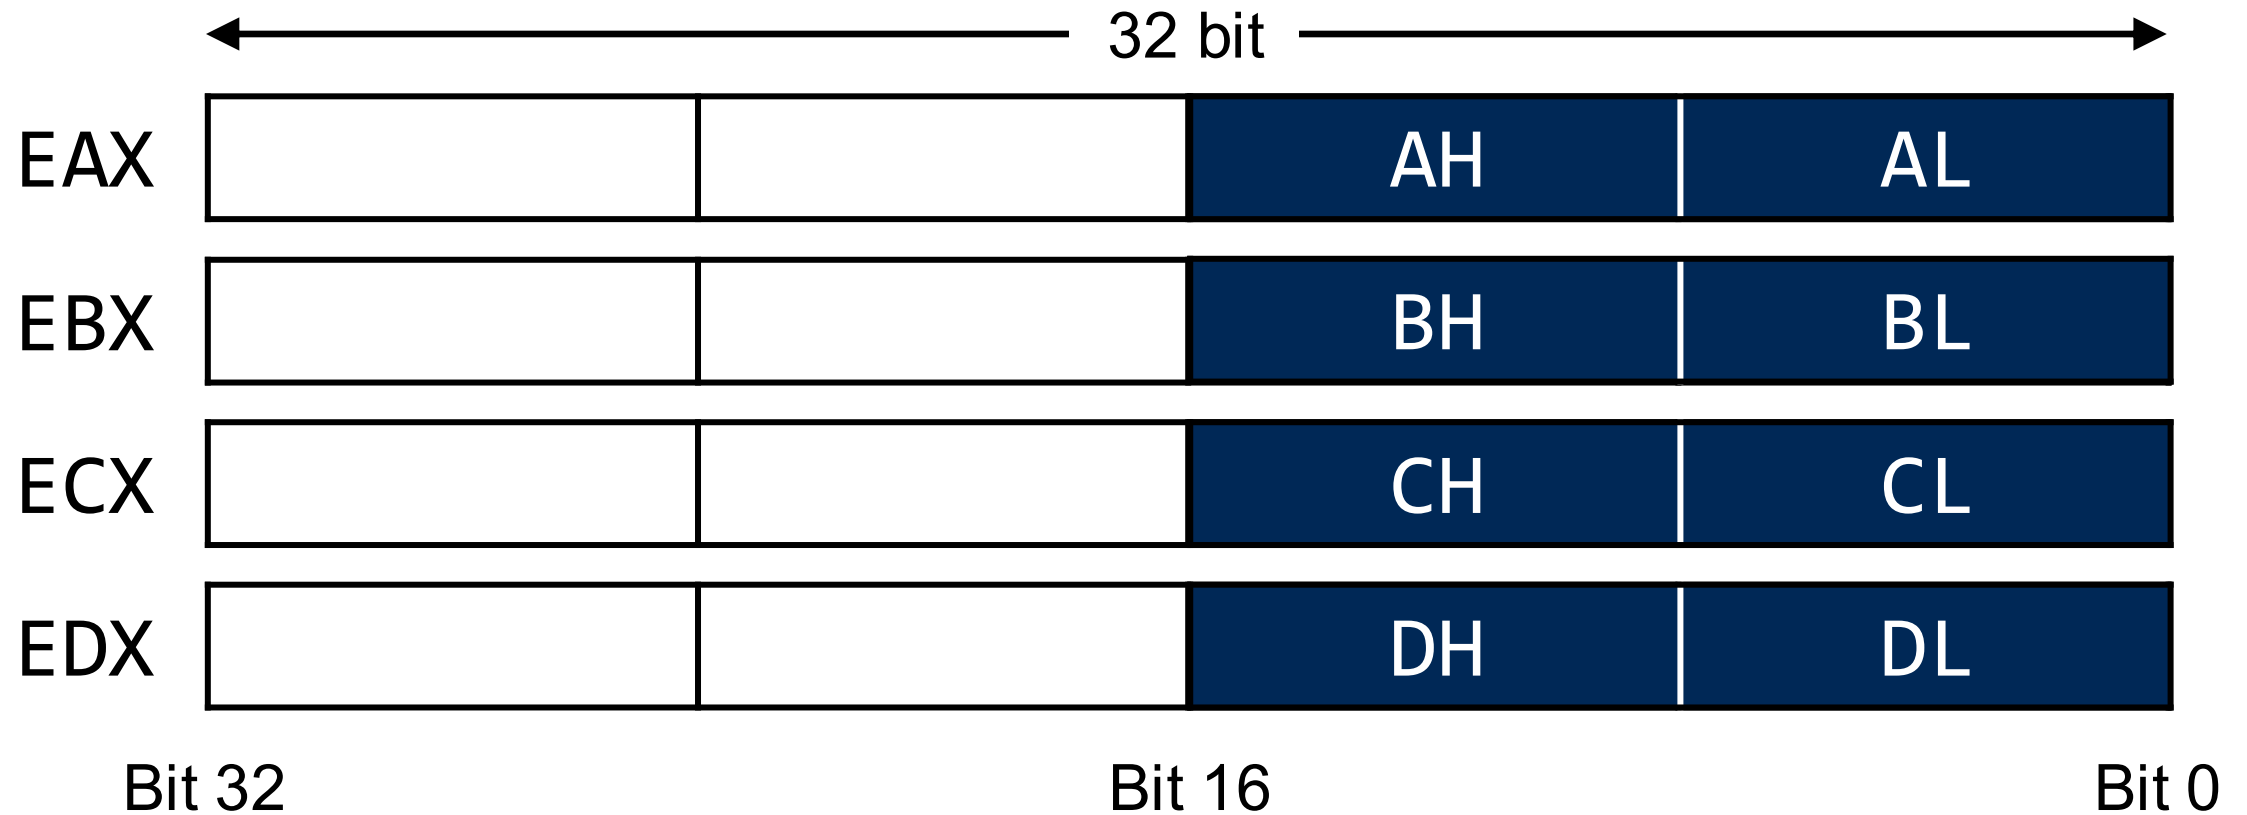 32 bit
EAX AH AL
EBX BH BL
ECX CH CL
EDX DH DL
Bit 32 Bit 16 Bit 0